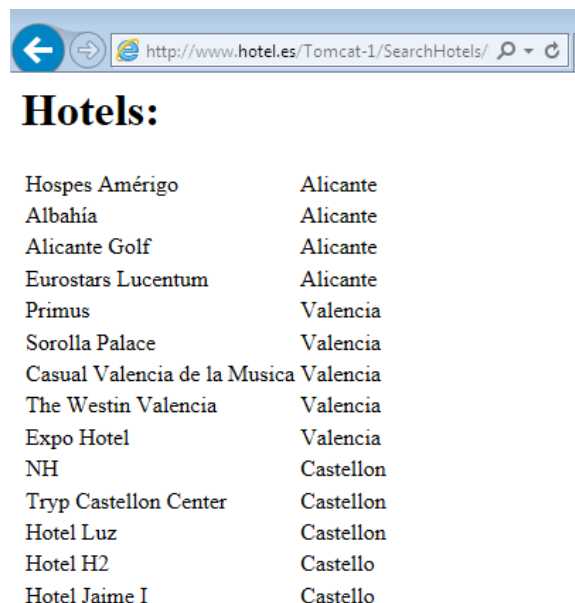 http://www.hotel.es/Tomcat-1/SearchHotels/
Hotels:
Hospes Amérigo Alicante
Albahía Alicante
Alicante Golf Alicante
Eurostars Lucentum Alicante
Primus Valencia
Sorolla Palace Valencia
Casual Valencia de la Musica Valencia
The Westin Valencia Valencia
Expo Hotel Valencia
NH Castellon
Tryp Castellon Center Castellon
Hotel Luz Castellon
Hotel H2 Castello
Hotel Jaime I Castello